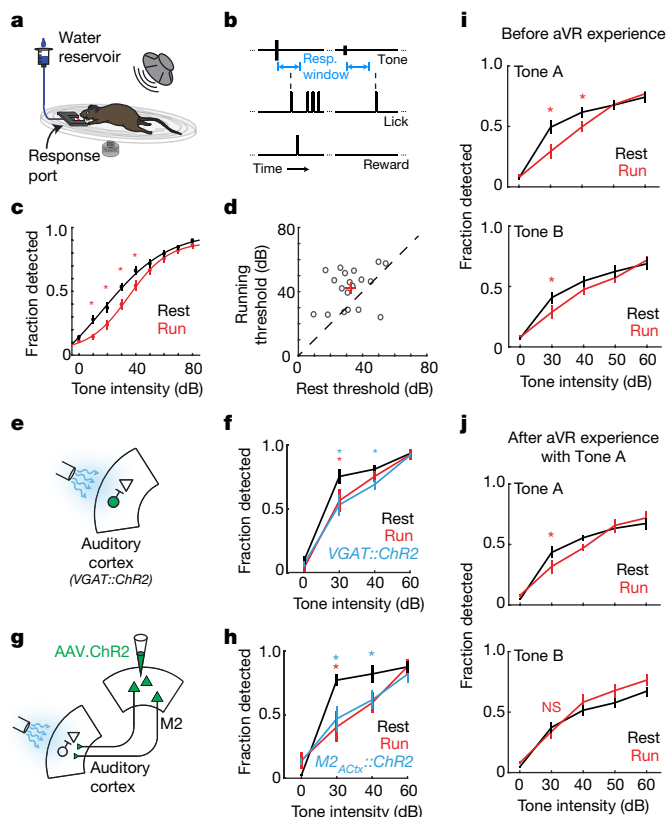 a
Water
reservoir
Response
port
b
Tone
Resp.
window
Lick
Time
Reward
c
Fraction detected
1.0
0.5
0
Rest
Run
0 20 40 60 80
Tone intensity (dB)
d
Running
threshold (dB)
80
40
0
0 40 80
Rest threshold (dB)
e
Auditory
cortex
(VGAT::ChR2)
f
Fraction detected
1.0
0.5
0
Rest
Run
VGAT::ChR2
0 30 40 60
Tone intensity (dB)
g
AAV.ChR2
M2
Auditory
cortex
h
Fraction detected
1.0
0.5
0
Rest
Run
M2ACtx::ChR2
0 30 40 60
Tone intensity (dB)
i
Before aVR experience
Fraction detected
Tone A
1.0
0.5
0
Rest
Run
Tone B
1.0
0.5
0
Rest
Run
0 30 40 50 60
Tone intensity (dB)
j
After aVR experience
with Tone A
Fraction detected
Tone A
1.0
0.5
0
Rest
Run
Tone B
1.0
0.5
0
NS
Rest
Run
0 30 40 50 60
Tone intensity (dB)